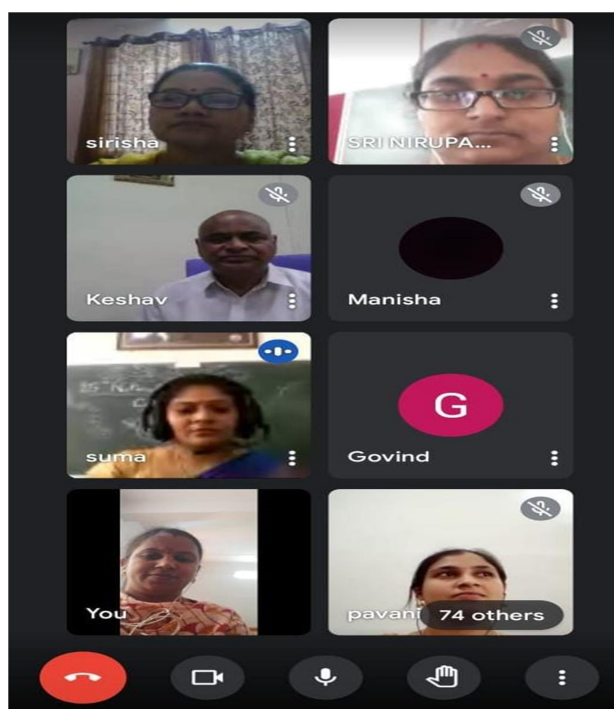 sirisha
SRI NIRUPA...
Keshav
Manisha
suma
G
Govind
You
pavani
74 others